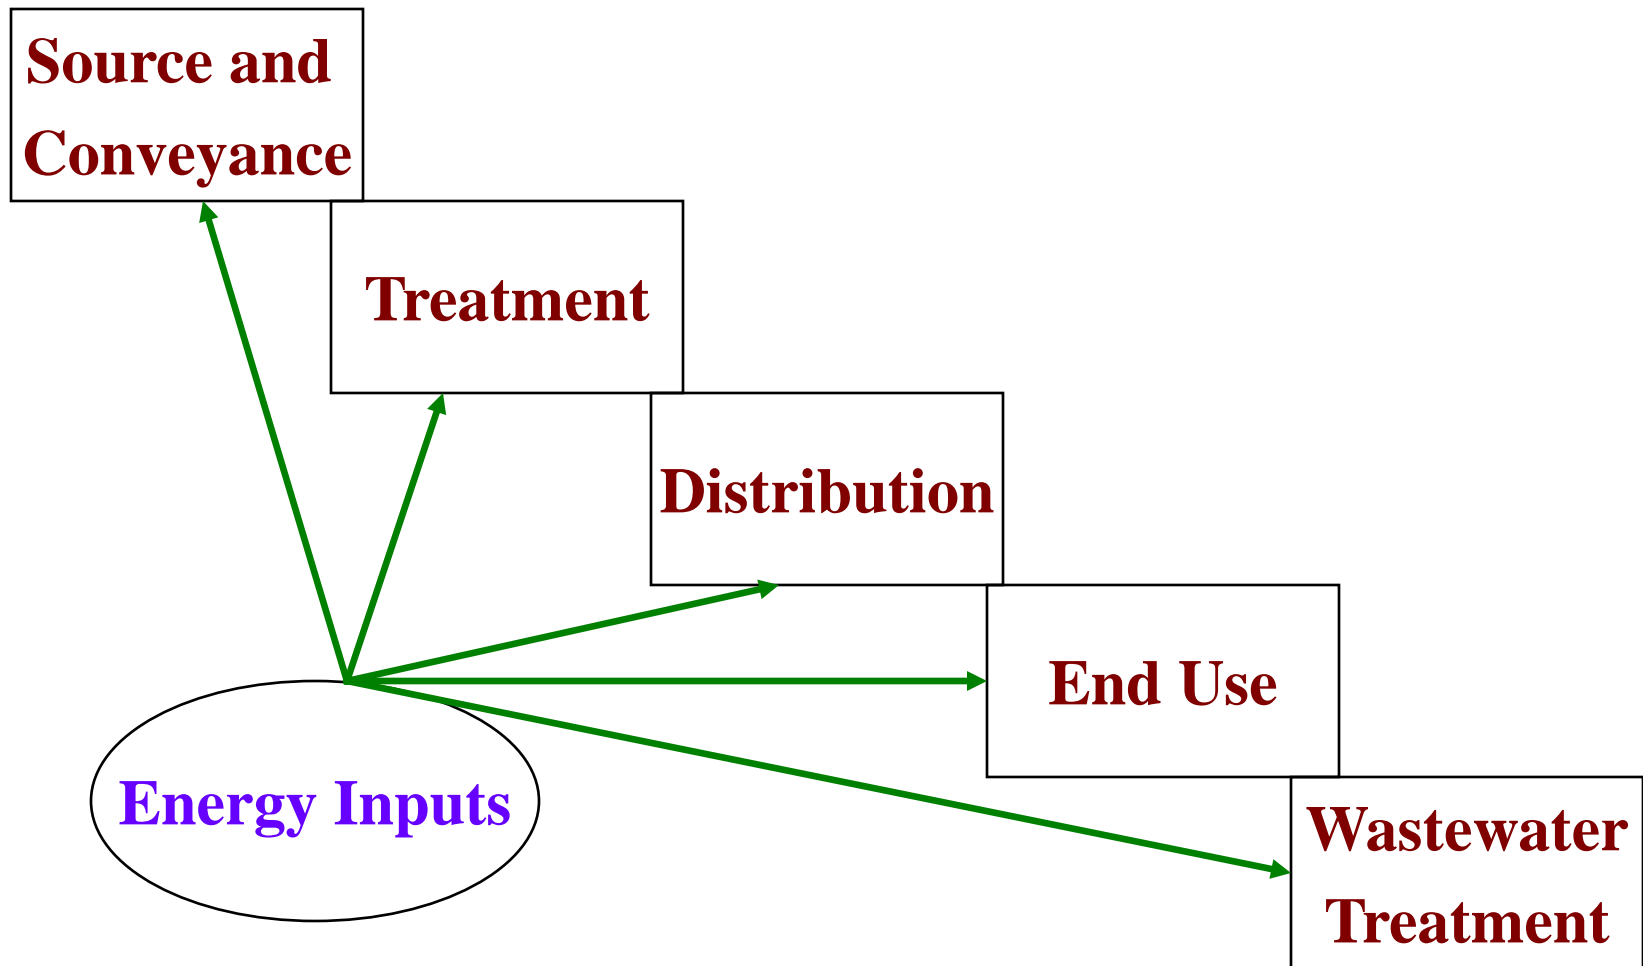 Source and
Conveyance
Treatment
Distribution
End Use
Energy Inputs
Wastewater
Treatment